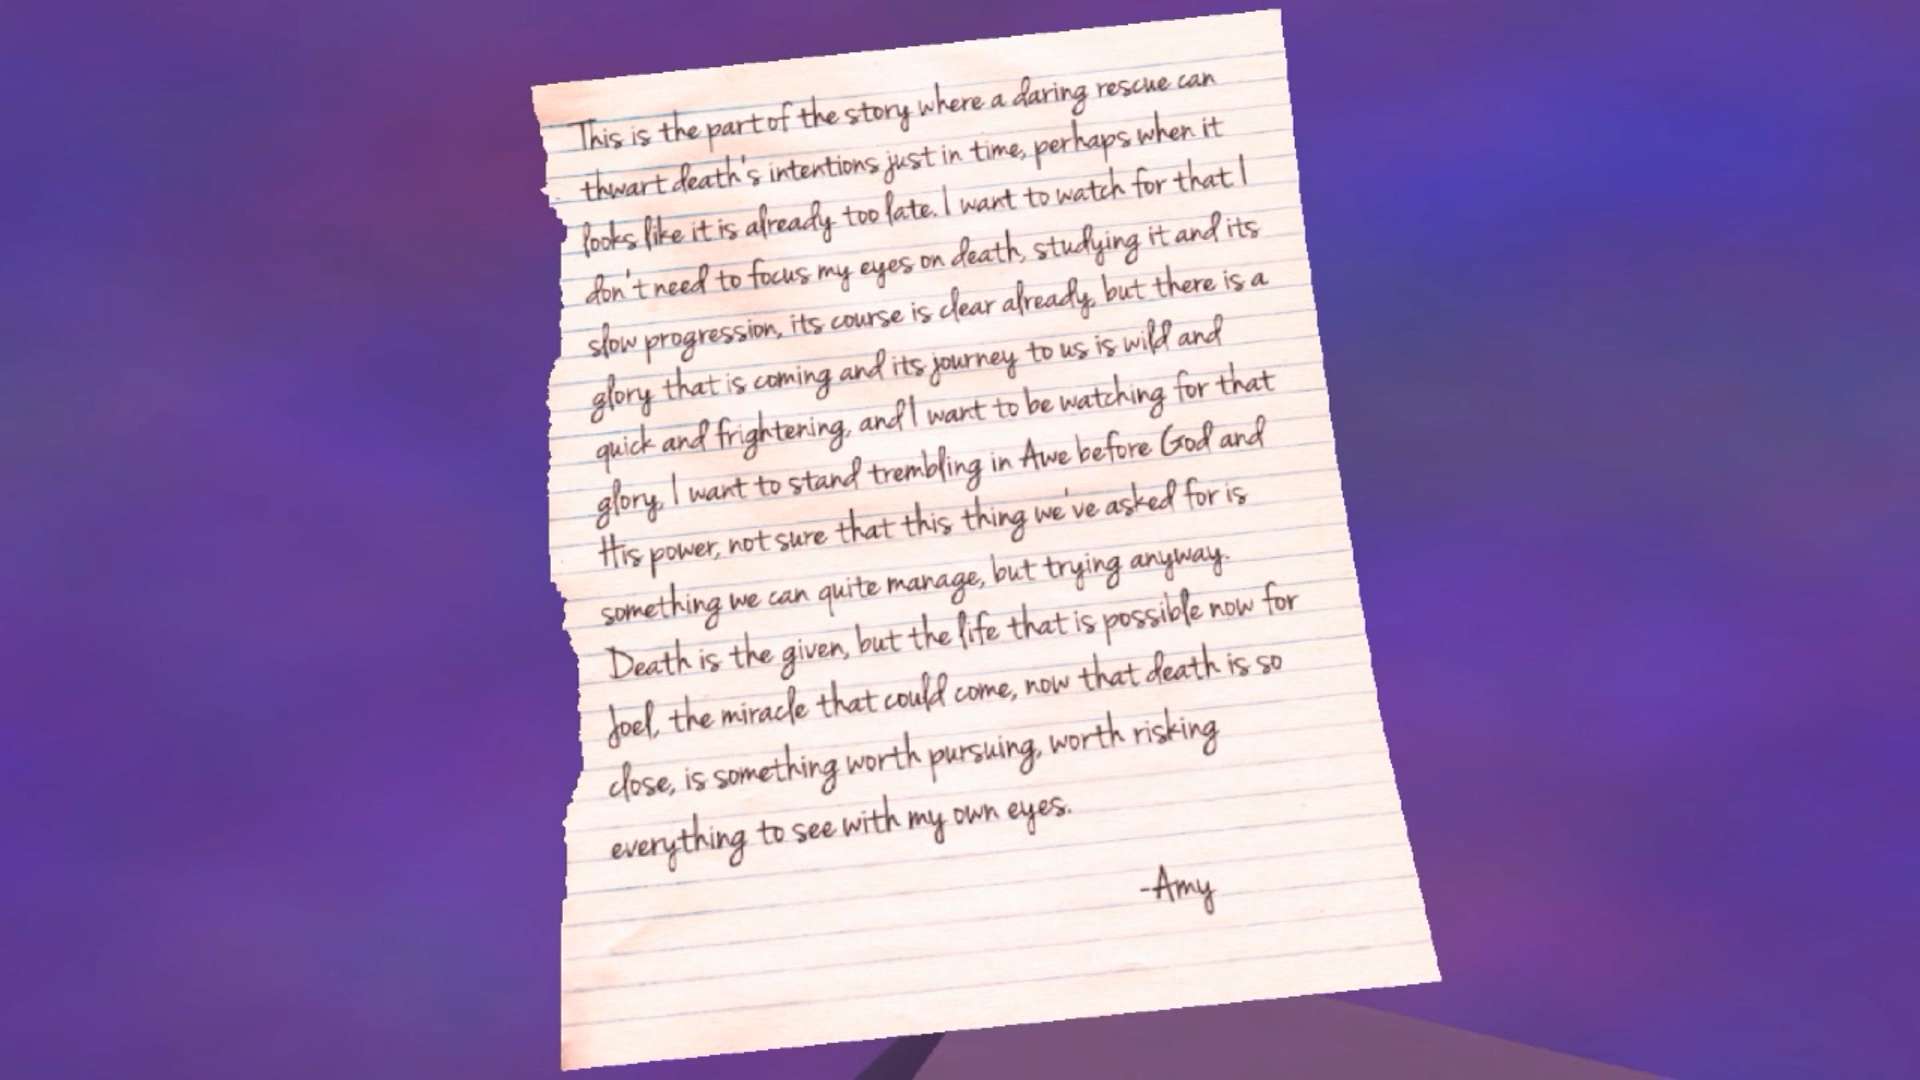 This is the part of the story where a daring rescue can
thwart death's intentions just in time, perhaps when it
looks like it is already too late. I want to watch for that I
don't need to focus my eyes on death, studying it and its
slow progression, its course is clear already, but there is a
glory that is coming and its journey to us is wild and
quick and frightening, and I want to be watching for that
glory, I want to stand trembling in Awe before God and
His power, not sure that this thing we've asked for is
something we can quite manage, but trying anyway.
Death is the given, but the life that is possible now for
Joel, the miracle that could come, now that death is so
close, is something worth pursuing, worth risking
everything to see with my own eyes.
-Amy